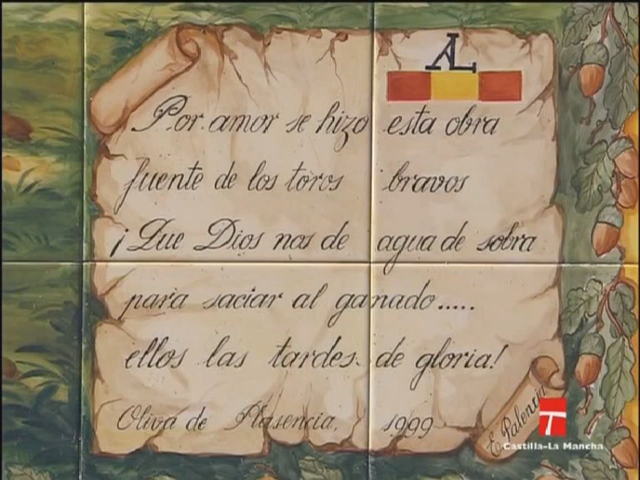 AL
Por amor se hizo esta obra
fuente de los toros bravos
¡Que Dios nos de agua de sobra
para saciar al ganado.....
ellos las tardes de gloria!
Oliva de Plasencia, 1999
Palencia
Castilla-La Mancha